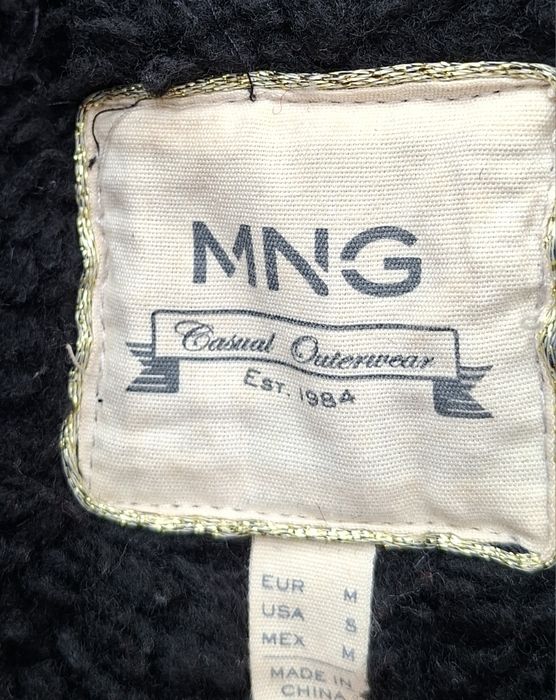 MNG
Casual Outerwear
EST. 1984
EUR M
USA S
MEX M
MADE IN
CHINA